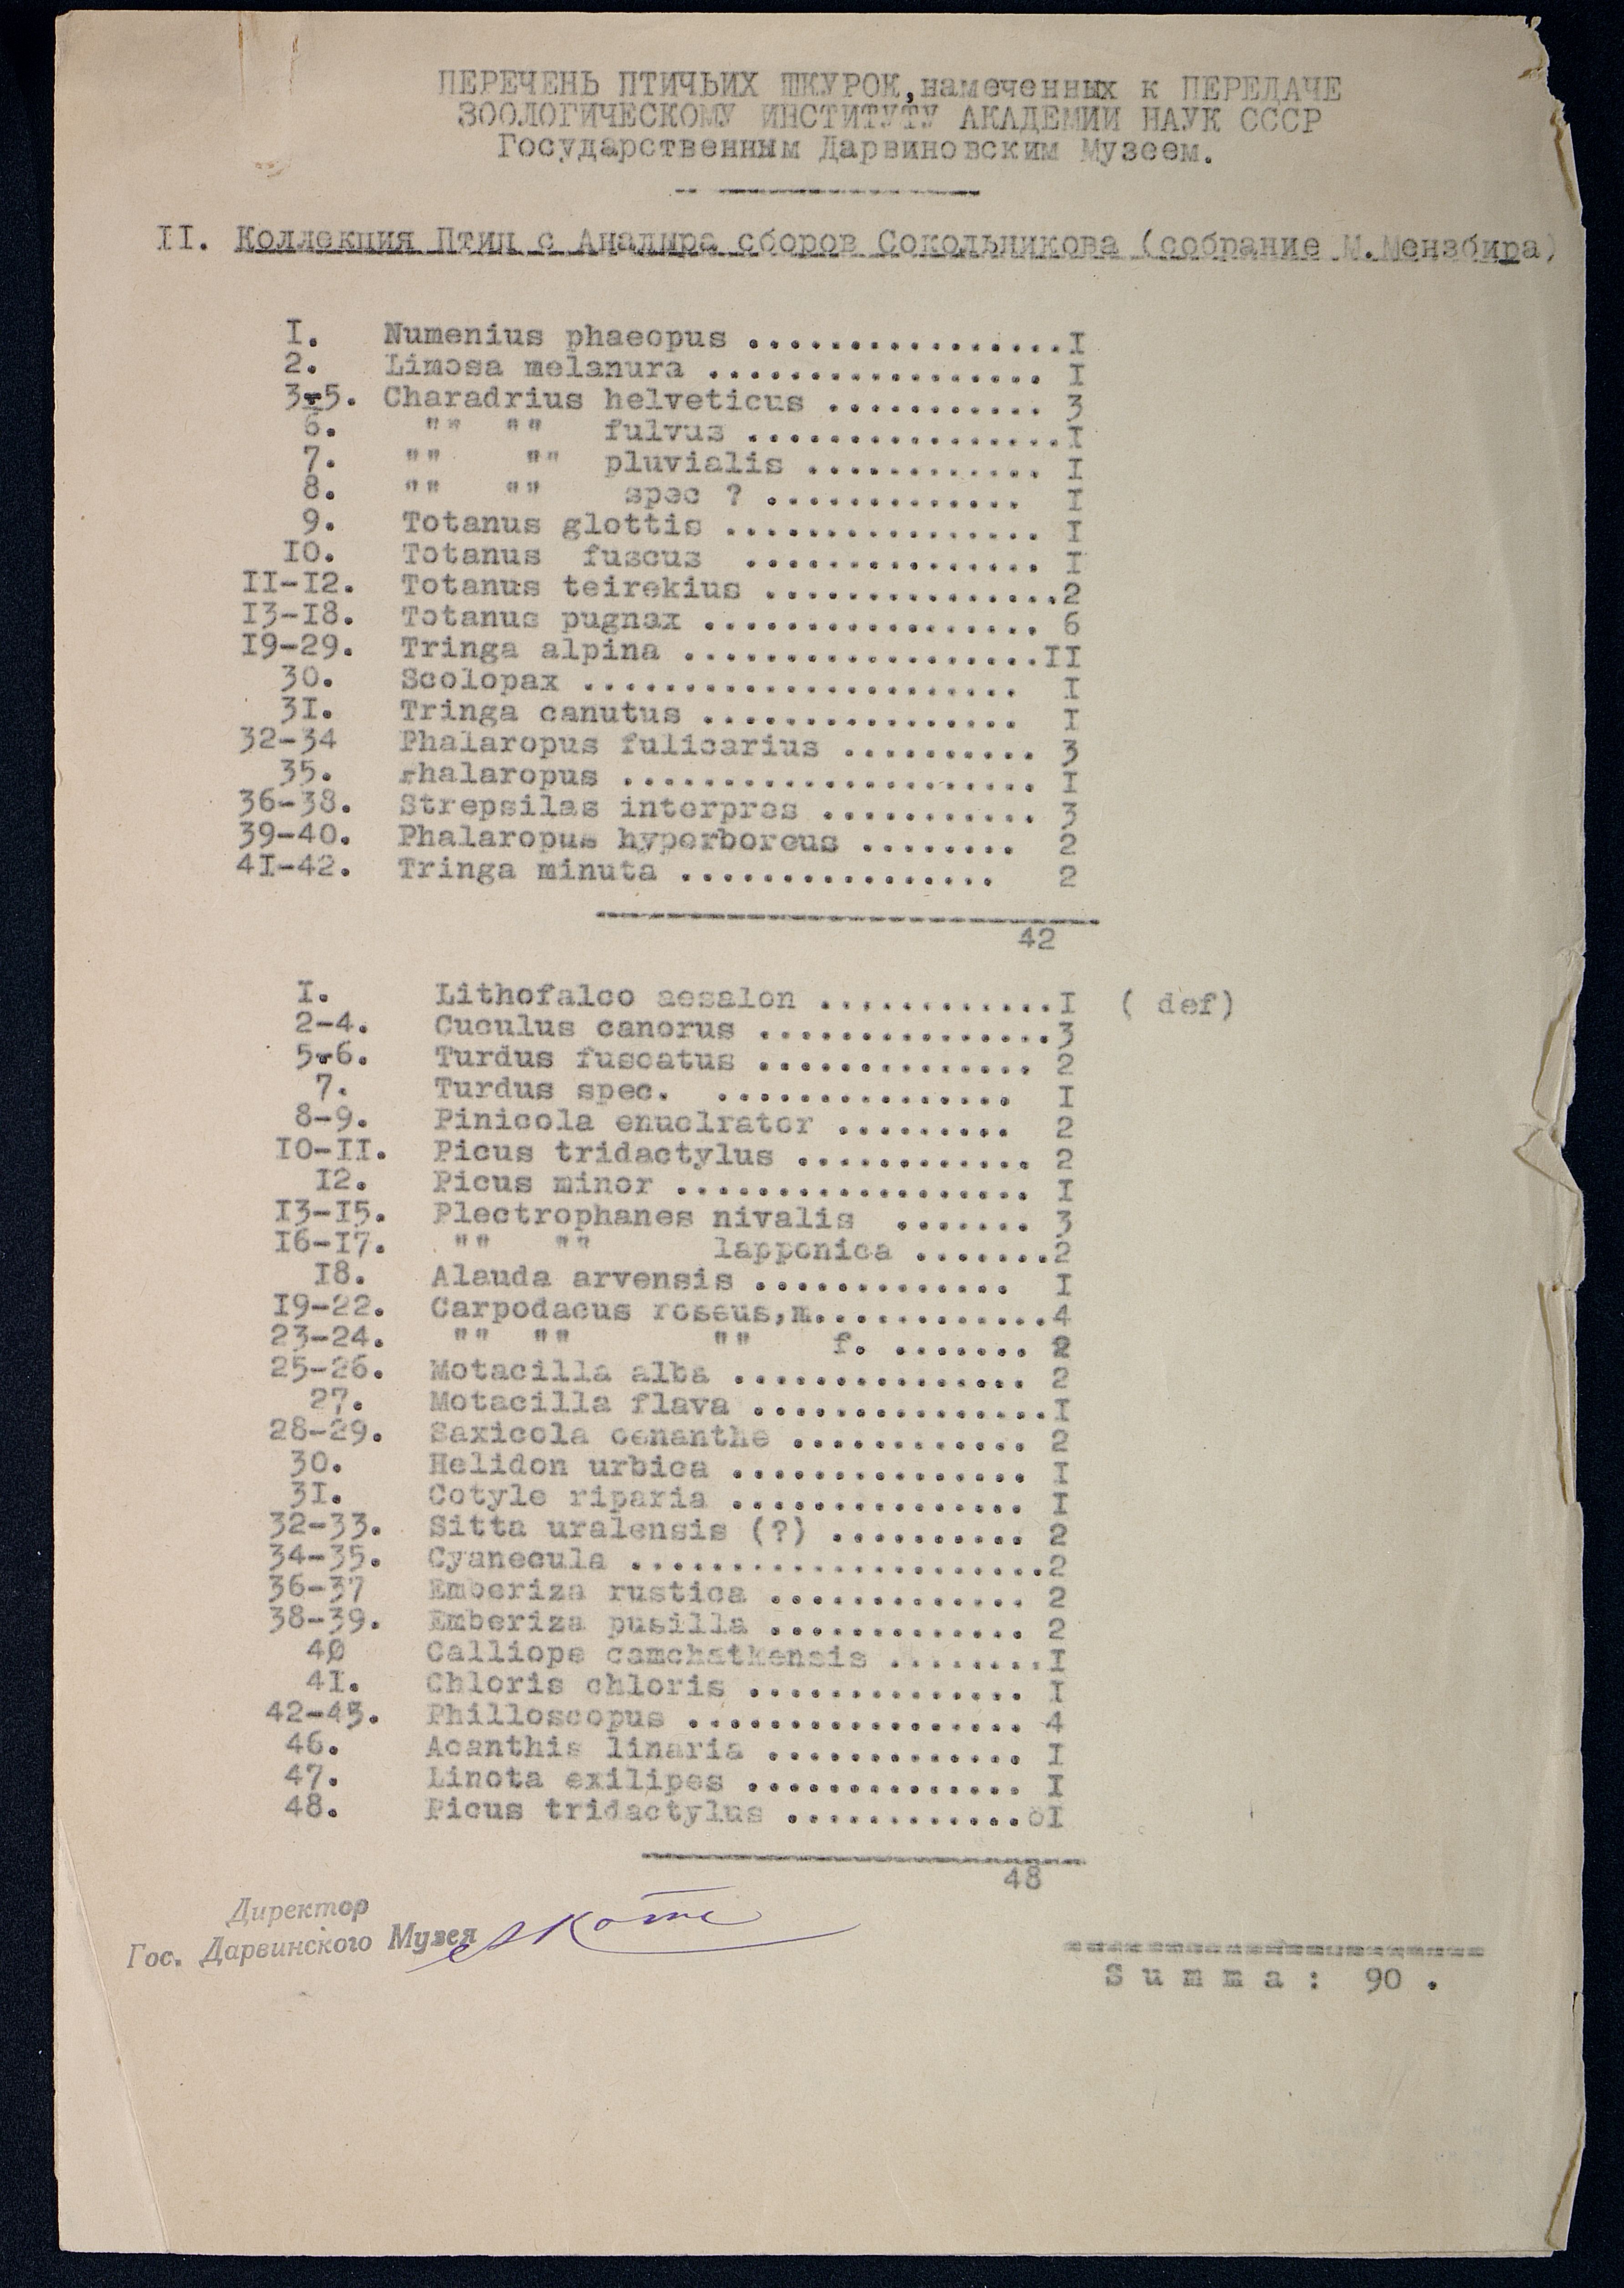 ПЕРЕЧЕНЬ ПТИЧЬИХ ШКУРОК, намеченных к ПЕРЕДАЧЕ
ЗООЛОГИЧЕСКОМУ ИНСТИТУТУ АКАДЕМИИ НАУК СССР
Государственным Дарвиновским Музеем.
II. Коллекция Птиц с Анадыра сборов Сокольникова (собрание М.Мензбира)
I. Numenius phaeopus ................I
2. Limosa melanura ................. I
3-5. Charadrius helveticus ........... 3
6. "" "" fulvus ................I
7. "" "" pluvialis ............ I
8. "" "" spec ? ............. I
9. Totanus glottis ................ I
IO. Totanus fuscus ............... I
II-I2. Totanus teirekius ...............2
I3-I8. Totanus pugnax ................. 6
I9-29. Tringa alpina ..................II
30. Scolopax ...................... I
3I. Tringa canutus ................ I
32-34 Phalaropus fulicarius .......... 3
35. Phalaropus ..................... I
36-38. Strepsilas interpres ........... 3
39-40. Phalaropus hyperboreus ........ 2
4I-42. Tringa minuta ................ 2
42
I. Lithofalco aesalon ............I ( def)
2-4. Cuculus canorus ...............3
5-6. Turdus fuscatus .............. 2
7. Turdus spec. ............... I
8-9. Pinicola enuclrator ......... 2
IO-II. Picus tridactylus ............ 2
I2. Picus minor .................. I
I3-I5. Plectrophanes nivalis ....... 3
I6-I7. "" "" lapponica .......2
I8. Alauda arvensis ............. I
I9-22. Carpodacus roseus,m............4
23-24. "" "" "" f. ....... 2
25-26. Motacilla alba ............... 2
27. Motacilla flava ...............I
28-29. Saxicola oenanthe ............ 2
30. Helidon urbica ............... I
3I. Cotyle riparia ............... I
32-33. Sitta uralensis (?) .......... 2
34-35. Cyanecula .....................2
36-37 Emberiza rustica ............. 2
38-39. Emberiza pusilla ............. 2
40 Calliope camchatkensis ........I
4I. Chloris chloris .............. I
42-45. Philloscopus ................. 4
46. Acanthis linaria ............. I
47. Linota exilipes .............. I
48. Picus tridactylus ............ I
48
Директор
Гос. Дарвинского Музея
Summa: 90 .